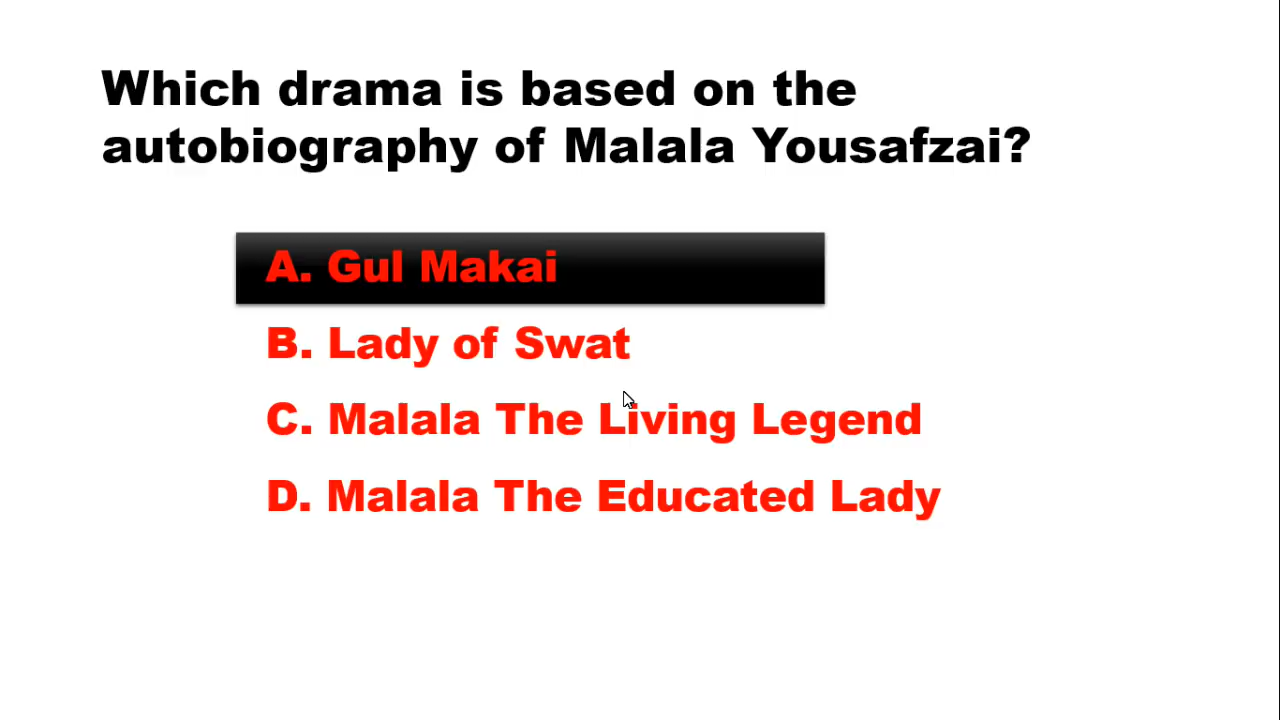 Which drama is based on the
autobiography of Malala Yousafzai?
A. Gul Makai
B. Lady of Swat
C. Malala The Living Legend
D. Malala The Educated Lady